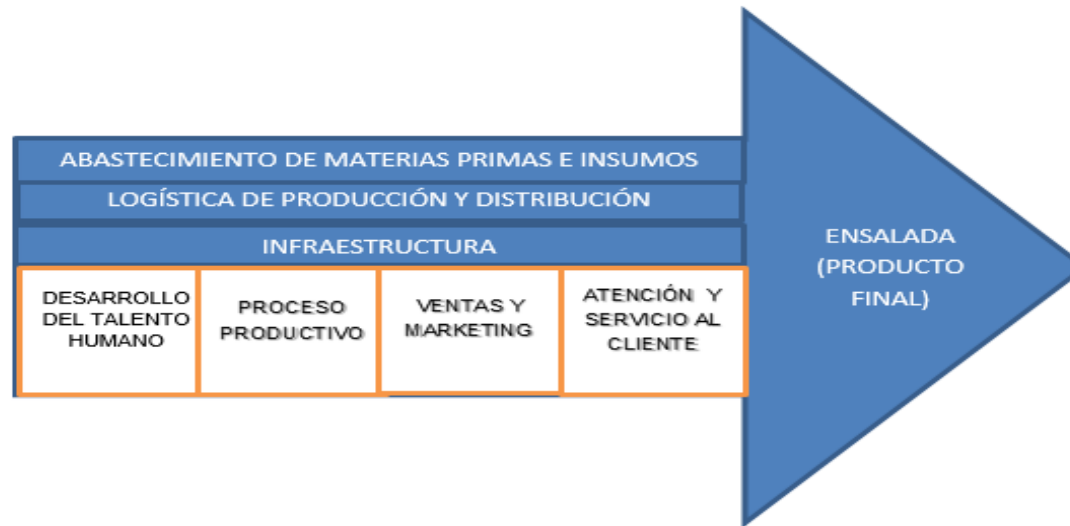 ABASTECIMIENTO DE MATERIAS PRIMAS E INSUMOS
LOGÍSTICA DE PRODUCCIÓN Y DISTRIBUCIÓN
INFRAESTRUCTURA
DESARROLLO
DEL TALENTO
HUMANO
PROCESO
PRODUCTIVO
VENTAS Y
MARKETING
ATENCIÓN Y
SERVICIO AL
CLIENTE
ENSALADA
(PRODUCTO
FINAL)